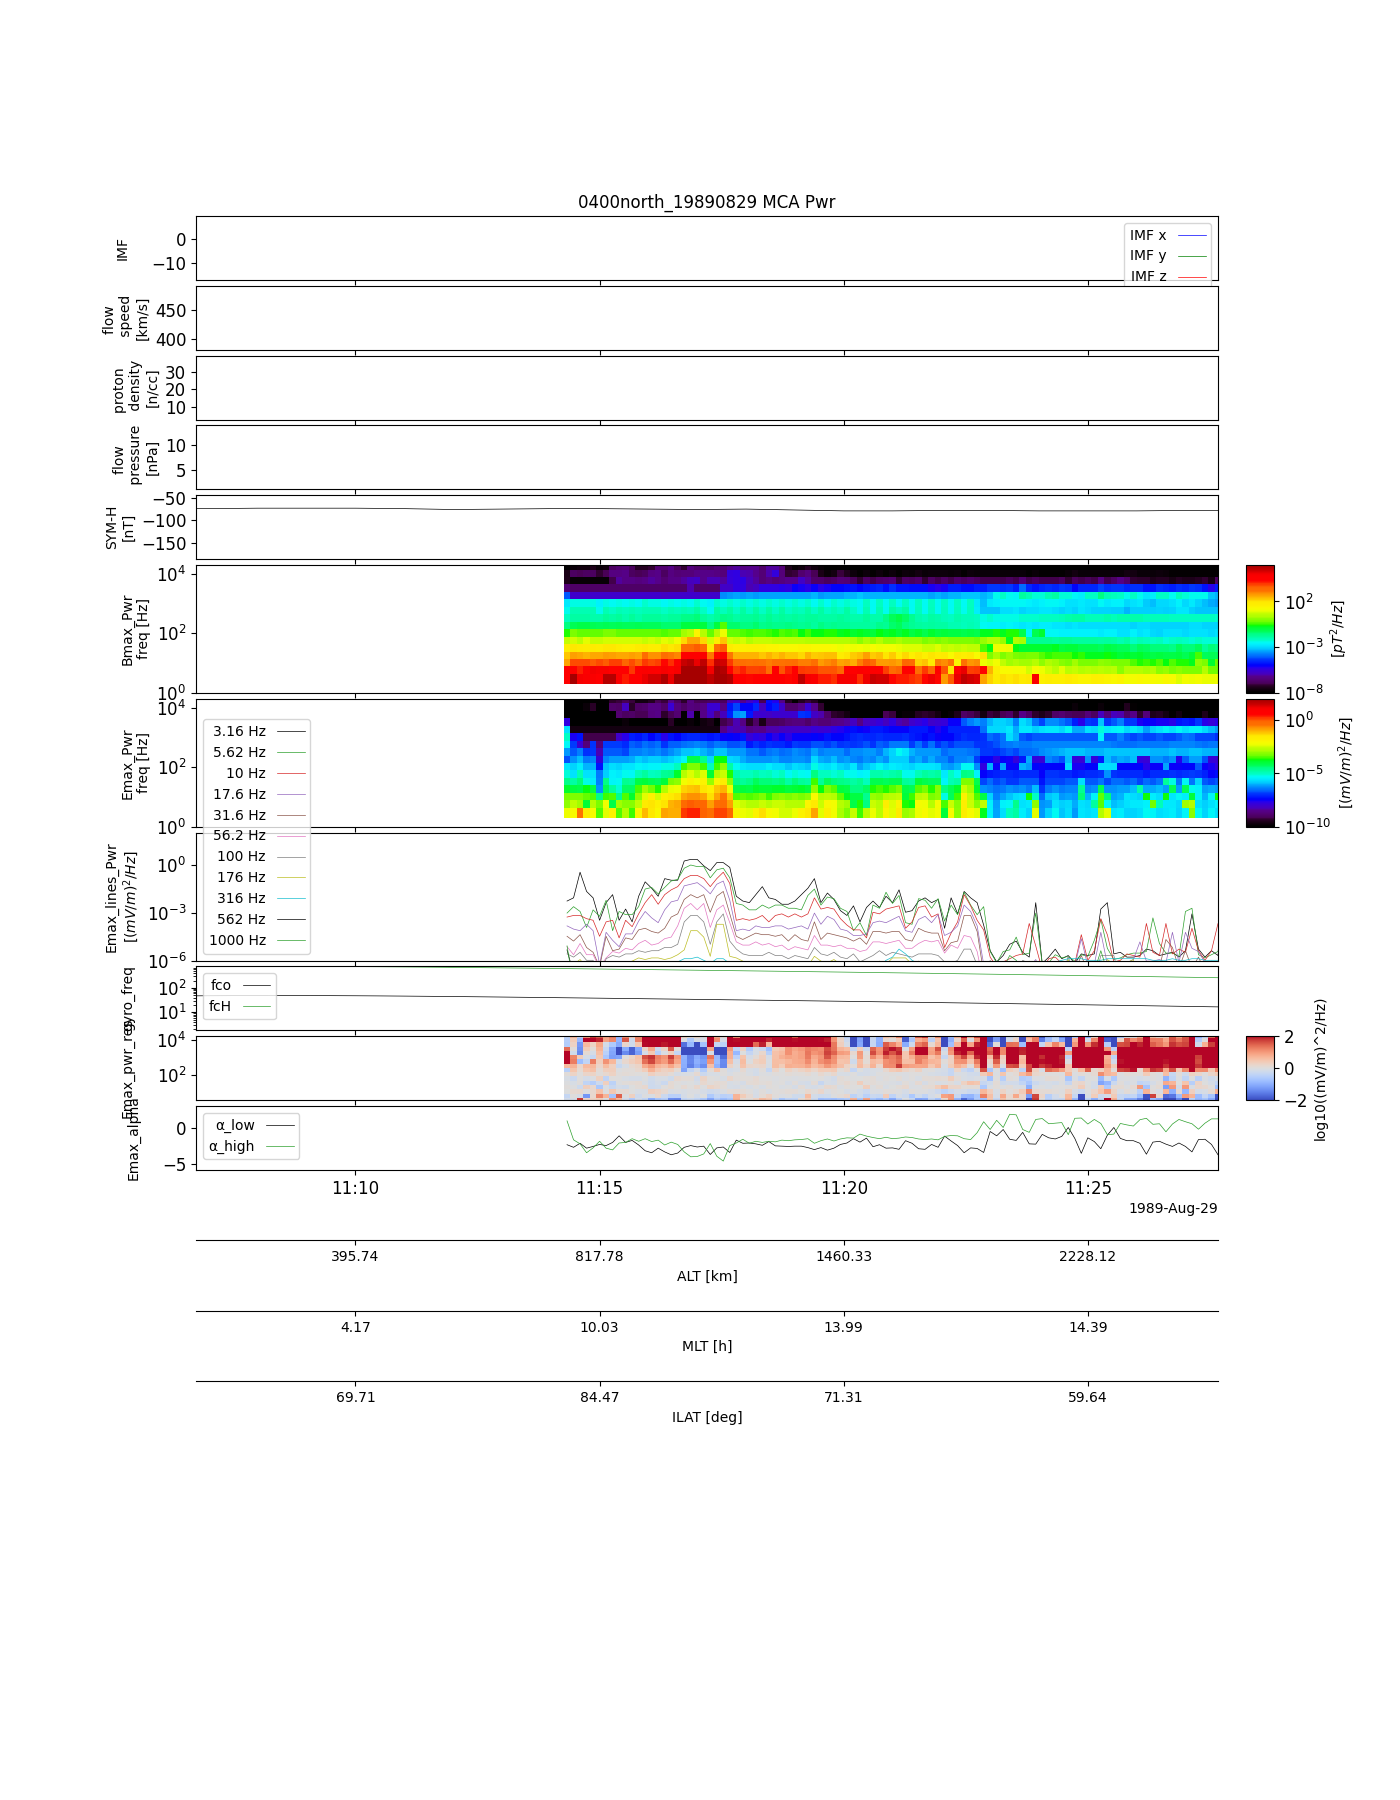 0400north_19890829 MCA Pwr
0
−10
IMF
IMF x
IMF y
IMF z
450
400
flow
speed
[km/s]
30
20
10
proton
density
[n/cc]
10
5
flow
pressure
[nPa]
−50
−100
−150
SYM-H
[nT]
10^4
10^2
10^0
Bmax_Pwr
freq [Hz]
10^2
10^−3
10^−8
[pT^2/Hz]
10^4
10^2
10^0
Emax_Pwr
freq [Hz]
10^0
10^−5
10^−10
[(mV/m)^2/Hz]
3.16 Hz
5.62 Hz
10 Hz
17.6 Hz
31.6 Hz
56.2 Hz
100 Hz
176 Hz
316 Hz
562 Hz
1000 Hz
10^0
10^−3
10^−6
Emax_lines_Pwr
[(mV/m)^2/Hz]
10^2
10^1
gyro_freq
fco
fcH
10^4
10^2
Emax_pwr_reg
2
0
−2
log10((mV/m)^2/Hz)
0
−5
Emax_alpha
α_low
α_high
11:10 11:15 11:20 11:25
1989-Aug-29
395.74 817.78 1460.33 2228.12
ALT [km]
4.17 10.03 13.99 14.39
MLT [h]
69.71 84.47 71.31 59.64
ILAT [deg]